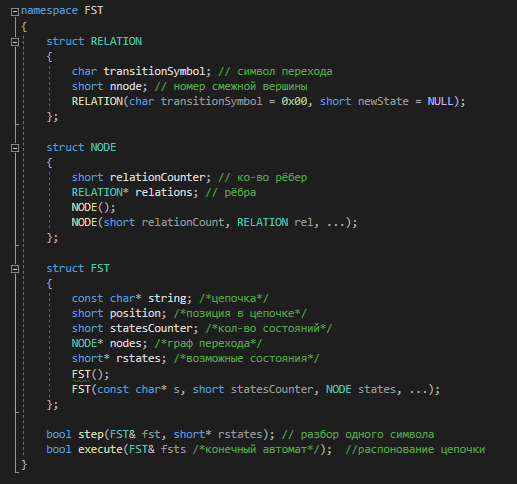 namespace FST
{
    struct RELATION
    {
        char transitionSymbol; // символ перехода
        short nnode; // номер смежной вершины
        RELATION(char transitionSymbol = 0x00, short newState = NULL);
    };

    struct NODE
    {
        short relationCounter; // ко-во рёбер
        RELATION* relations; // рёбра
        NODE();
        NODE(short relationCount, RELATION rel, ...);
    };

    struct FST
    {
        const char* string; /*цепочка*/
        short position; /*позиция в цепочке*/
        short statesCounter; /*кол-во состояний*/
        NODE* nodes; /*граф перехода*/
        short* rstates; /*возможные состояния*/
        FST();
        FST(const char* s, short statesCounter, NODE states, ...);
    };

    bool step(FST& fst, short* rstates); // разбор одного символа
    bool execute(FST& fsts /*конечный автомат*/);  //распонование цепочки
}